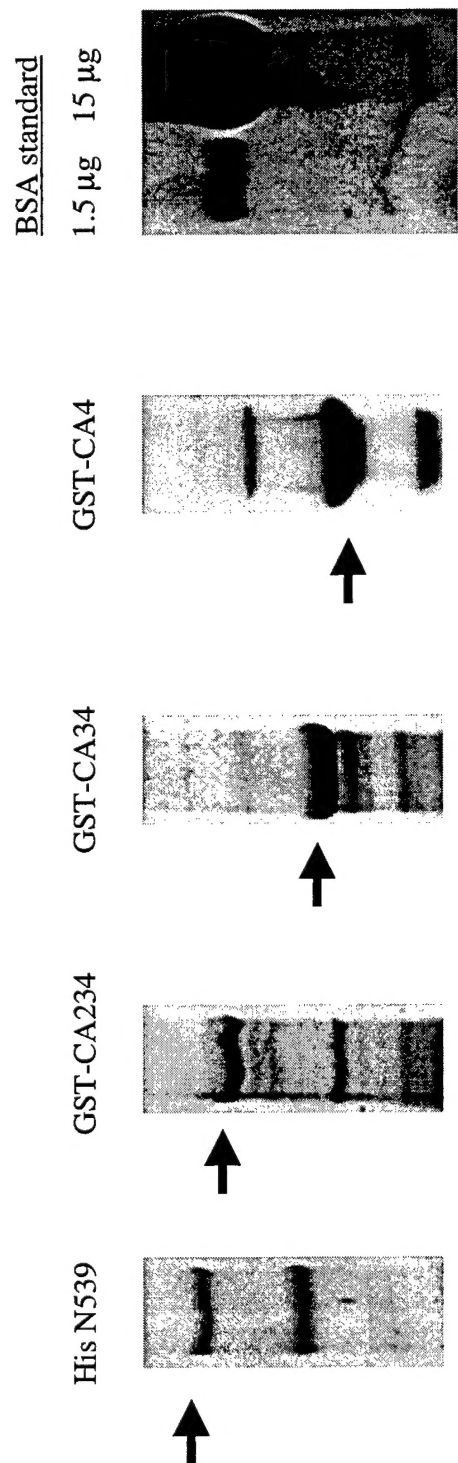 His N539
GST-CA234
GST-CA34
GST-CA4
BSA standard
1.5 µg 15 µg